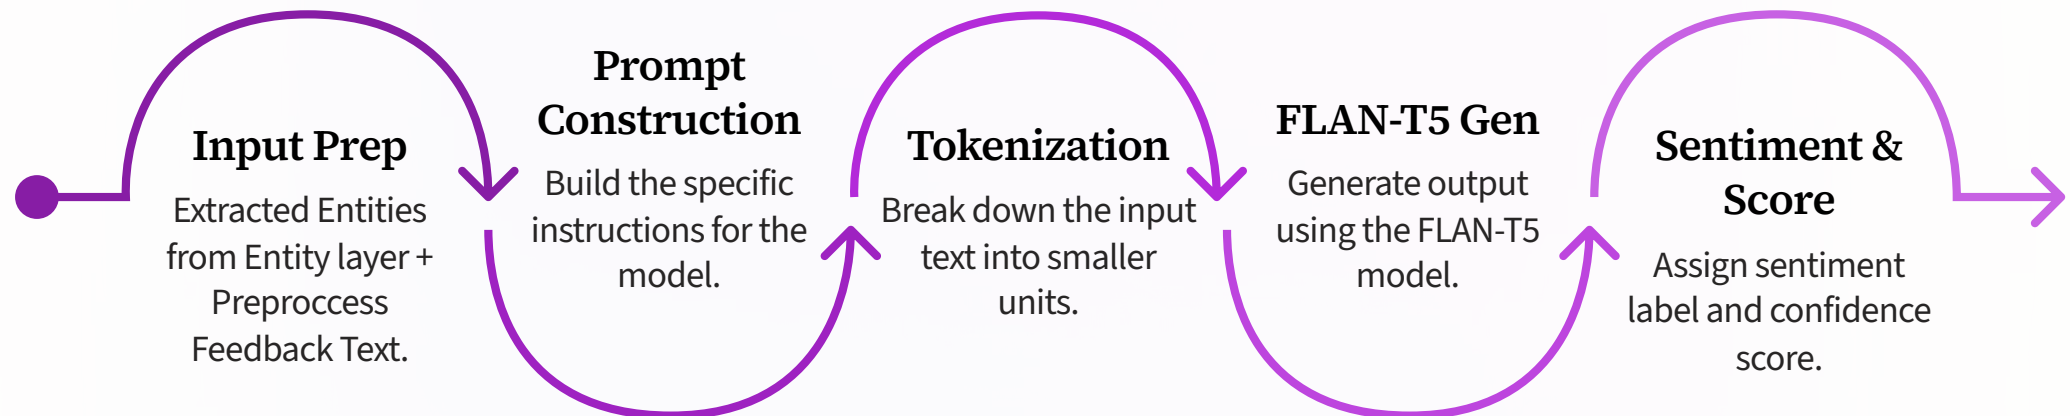 Input Prep
Extracted Entities
from Entity layer +
Preproccess
Feedback Text.
Prompt
Construction
Build the specific
instructions for the
model.
Tokenization
Break down the input
text into smaller
units.
FLAN-T5 Gen
Generate output
using the FLAN-T5
model.
Sentiment &
Score
Assign sentiment
label and confidence
score.